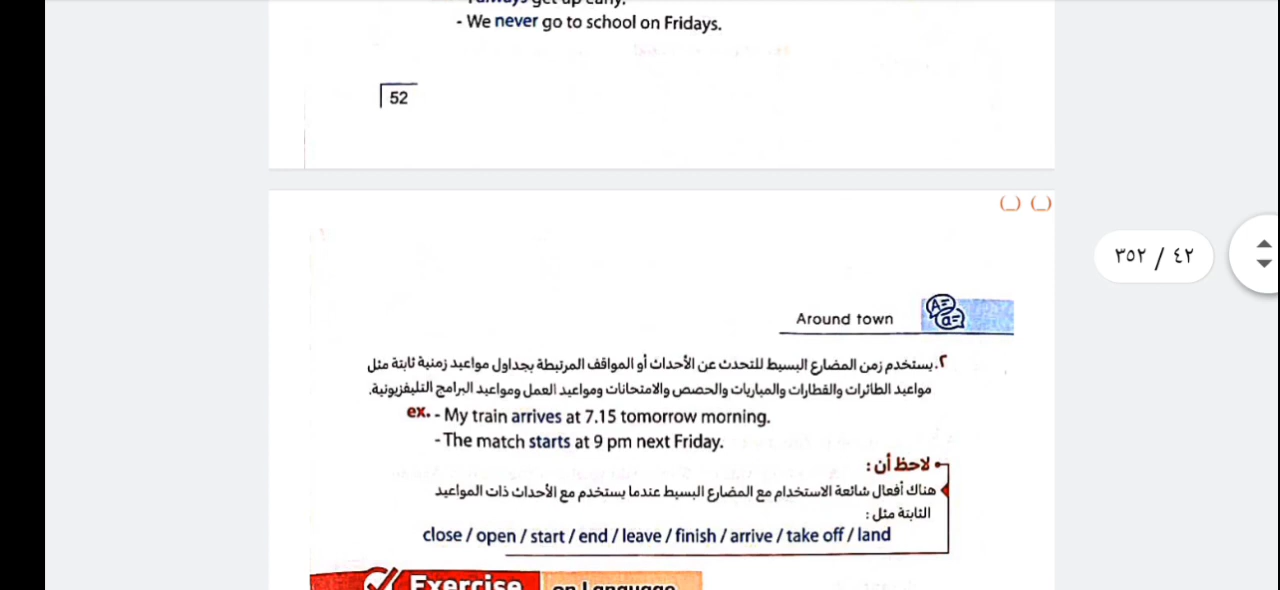 - We never go to school on Fridays.
52
(_) (_)
٤٢ / ٣٥٢
Around town
٢. يستخدم زمن المضارع البسيط للتحدث عن الأحداث أو المواقف المرتبطة بجداول مواعيد زمنية ثابتة مثل
مواعيد الطائرات والقطارات والمباريات والحصص والامتحانات ومواعيد العمل ومواعيد البرامج التليفزيونية.
ex. - My train arrives at 7.15 tomorrow morning.
- The match starts at 9 pm next Friday.
لاحظ أن :
هناك أفعال شائعة الاستخدام مع المضارع البسيط عندما يستخدم مع الأحداث ذات المواعيد
الثابتة مثل :
close / open / start / end / leave / finish / arrive / take off / land
Exercise on Language